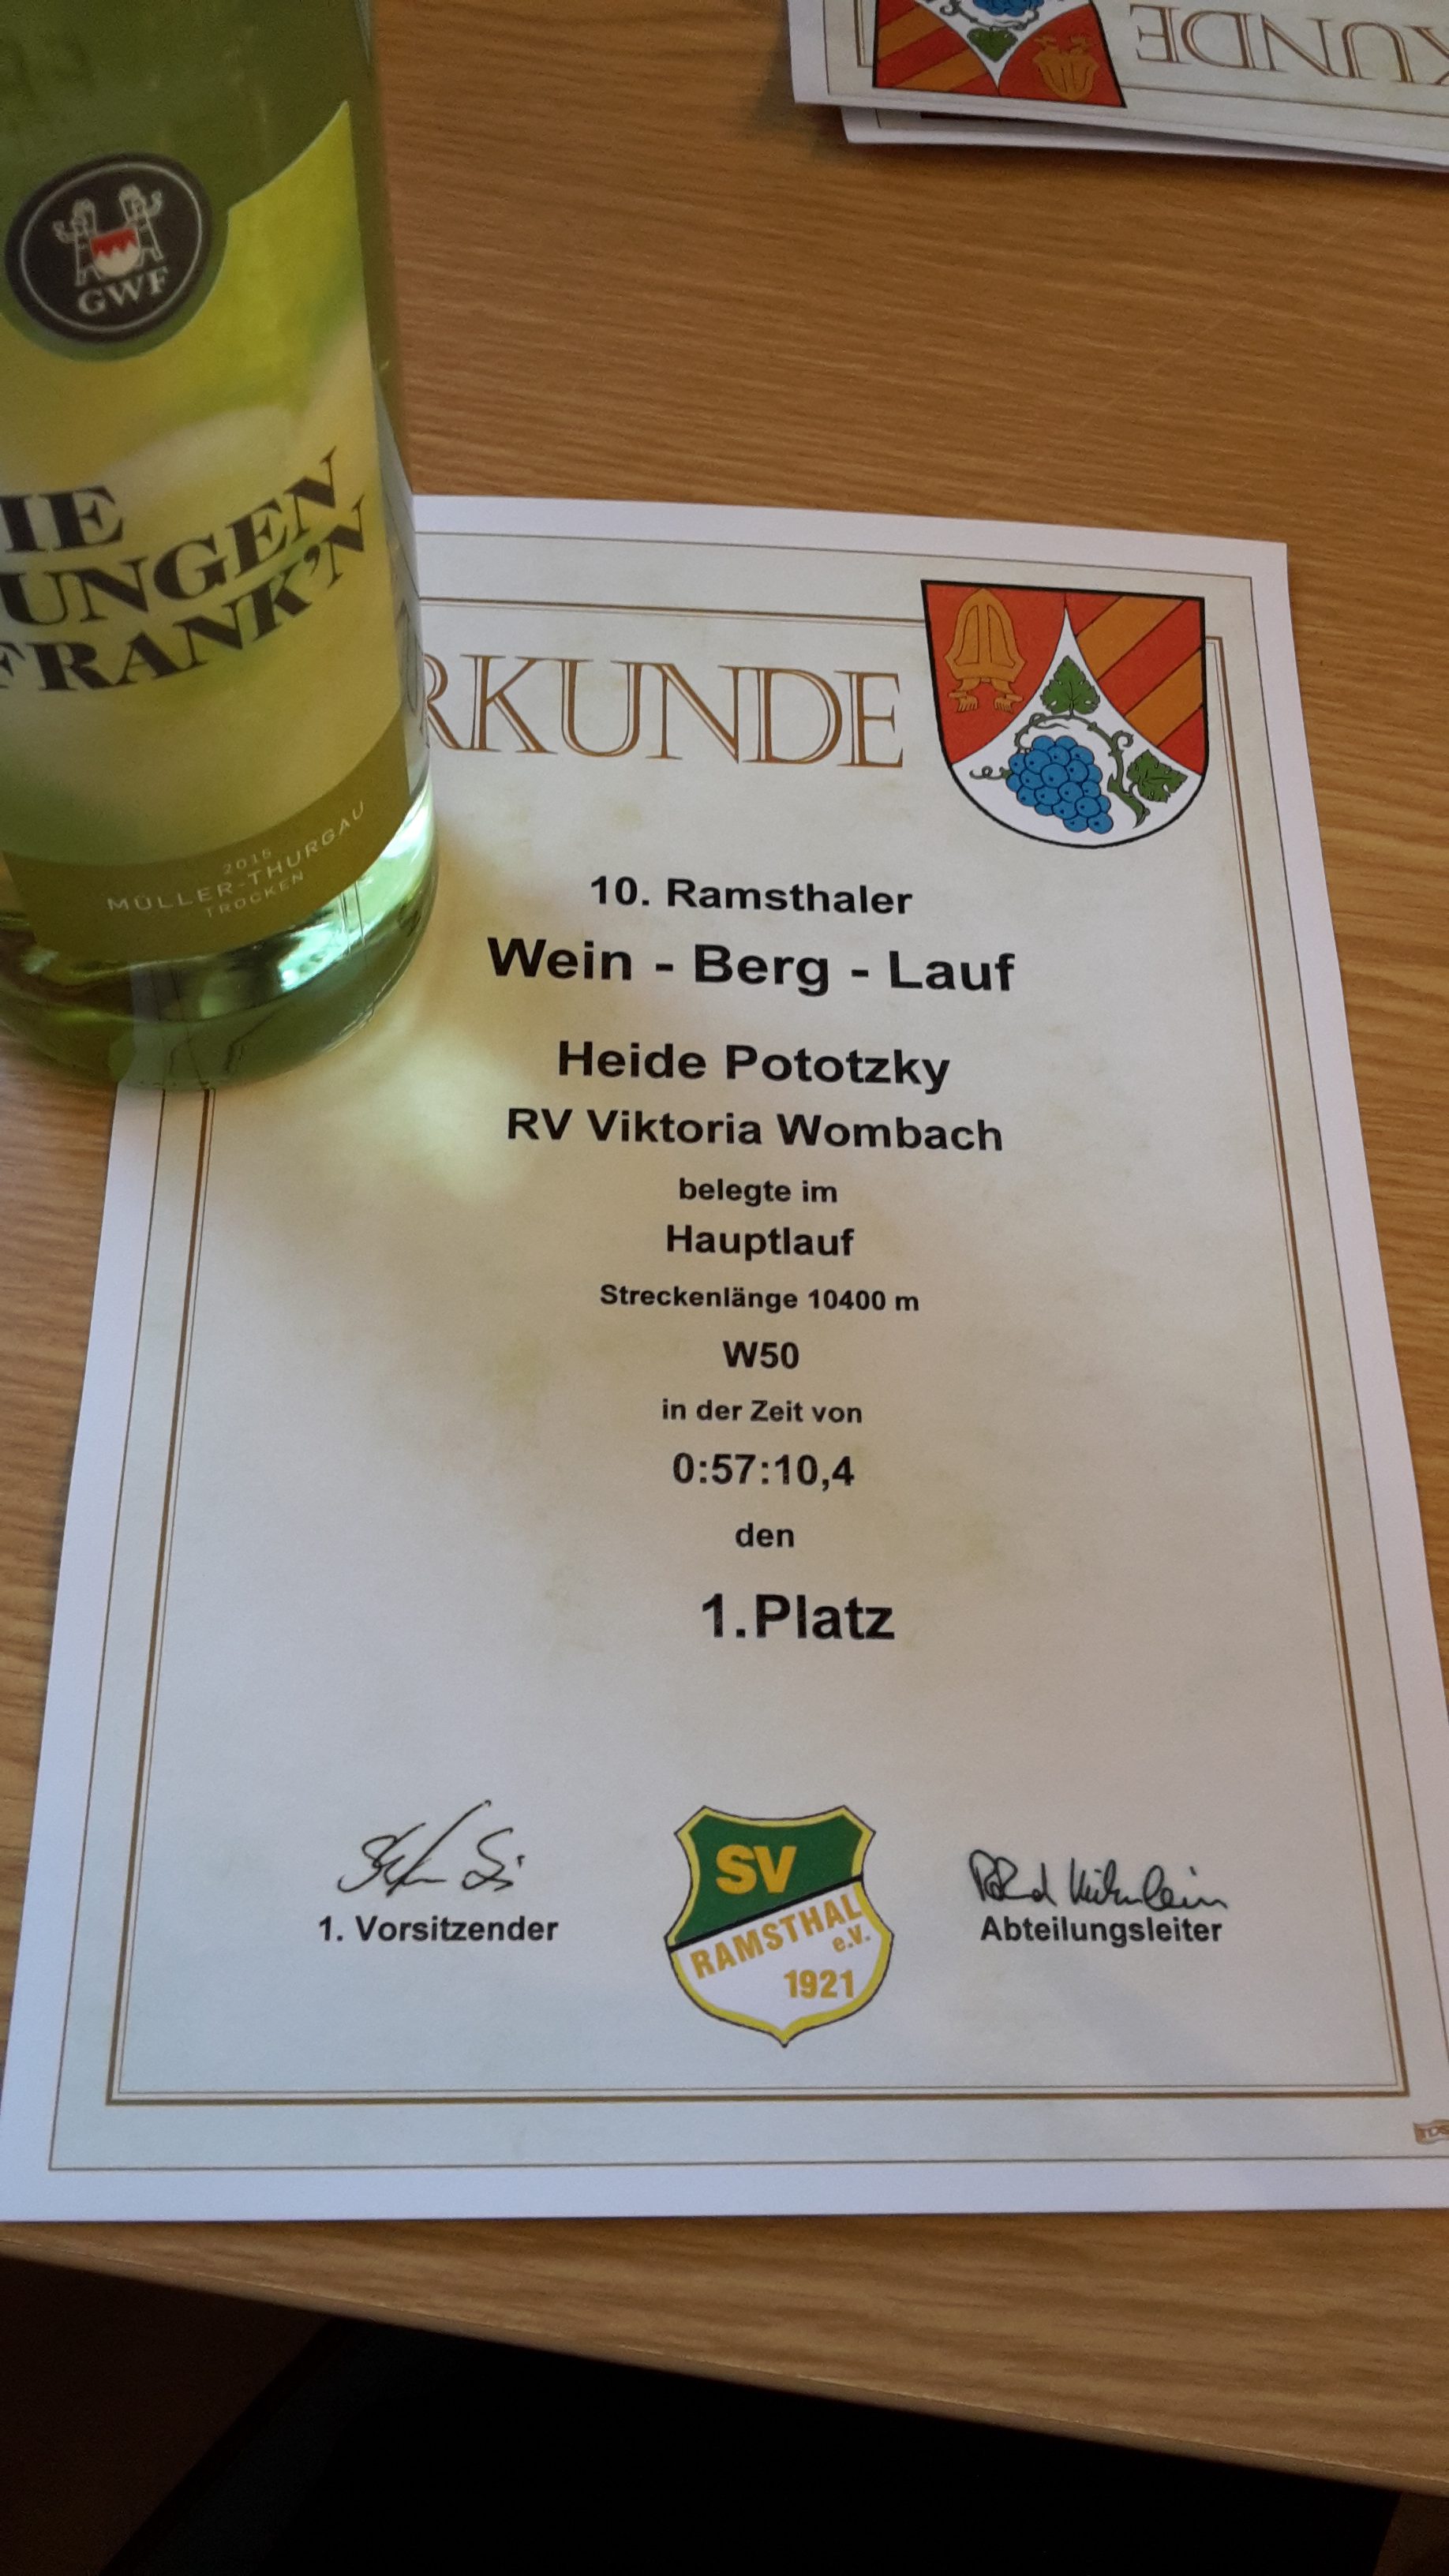 GWF
IE
UNGEN
FRANK'N
2015
MÜLLER-THURGAU
TROCKEN
KUNDE
RKUNDE
10. Ramsthaler
Wein - Berg - Lauf
Heide Pototzky
RV Viktoria Wombach
belegte im
Hauptlauf
Streckenlänge 10400 m
W50
in der Zeit von
0:57:10,4
den
1.Platz
1. Vorsitzender
SV
RAMSTHAL
e.V.
1921
Abteilungsleiter